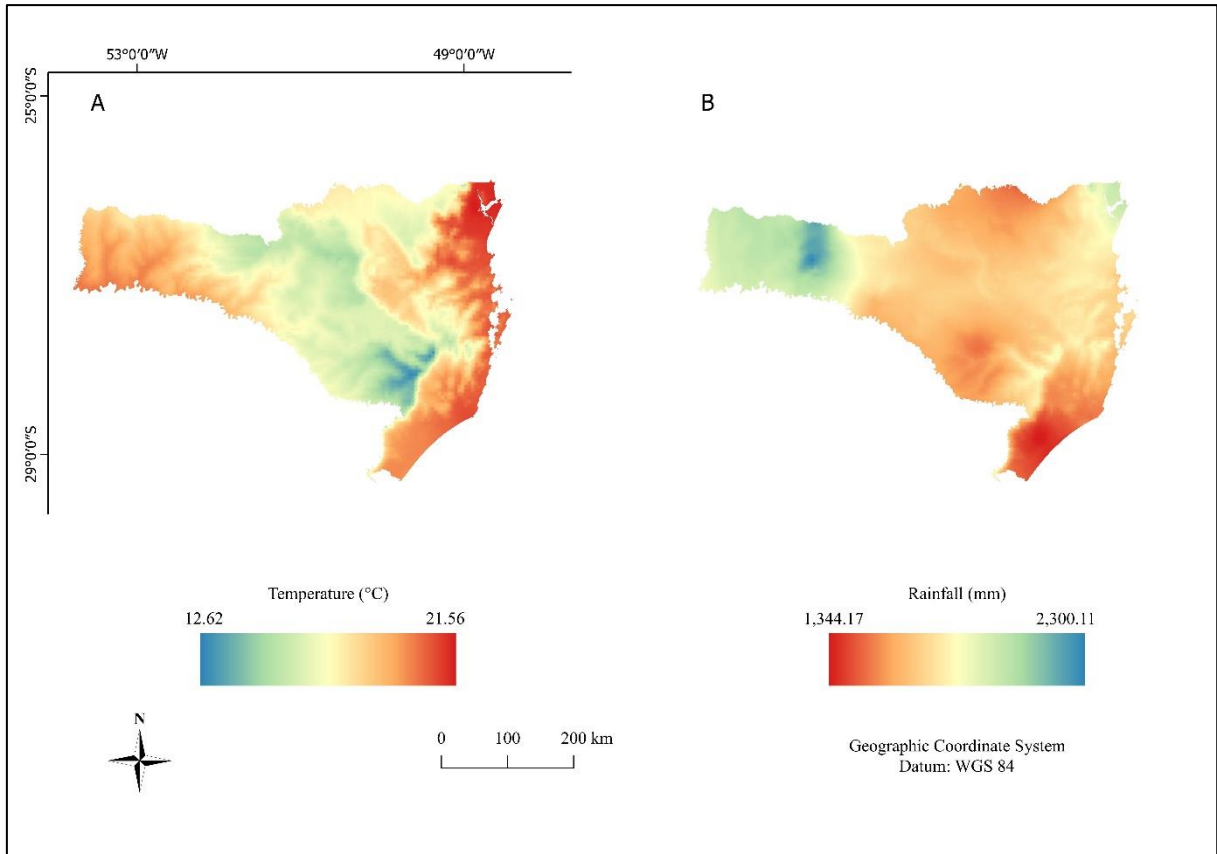 53°0'0"W 49°0'0"W
25°0'0"S
A B
29°0'0"S
Temperature (°C) Rainfall (mm)
12.62 21.56 1,344.17 2,300.11
N
0 100 200 km
Geographic Coordinate System
Datum: WGS 84